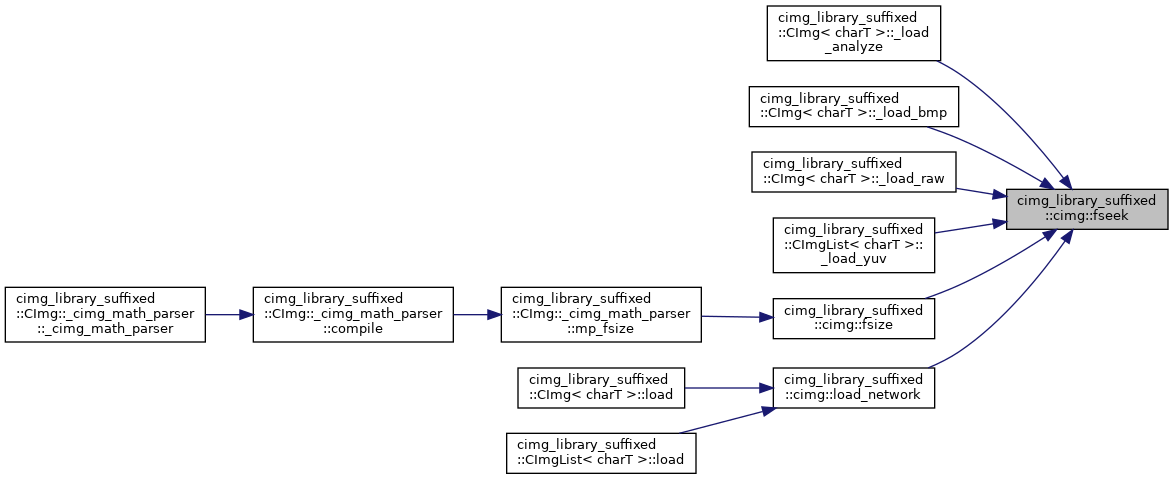 cimg_library_suffixed
::CImg< charT >::_load
_analyze
cimg_library_suffixed
::CImg< charT >::_load_bmp
cimg_library_suffixed
::CImg< charT >::_load_raw
cimg_library_suffixed
::cimg::fseek
cimg_library_suffixed
::CImgList< charT >::
_load_yuv
cimg_library_suffixed
::CImg::_cimg_math_parser
::_cimg_math_parser
cimg_library_suffixed
::CImg::_cimg_math_parser
::compile
cimg_library_suffixed
::CImg::_cimg_math_parser
::mp_fsize
cimg_library_suffixed
::cimg::fsize
cimg_library_suffixed
::CImg< charT >::load
cimg_library_suffixed
::cimg::load_network
cimg_library_suffixed
::CImgList< charT >::load